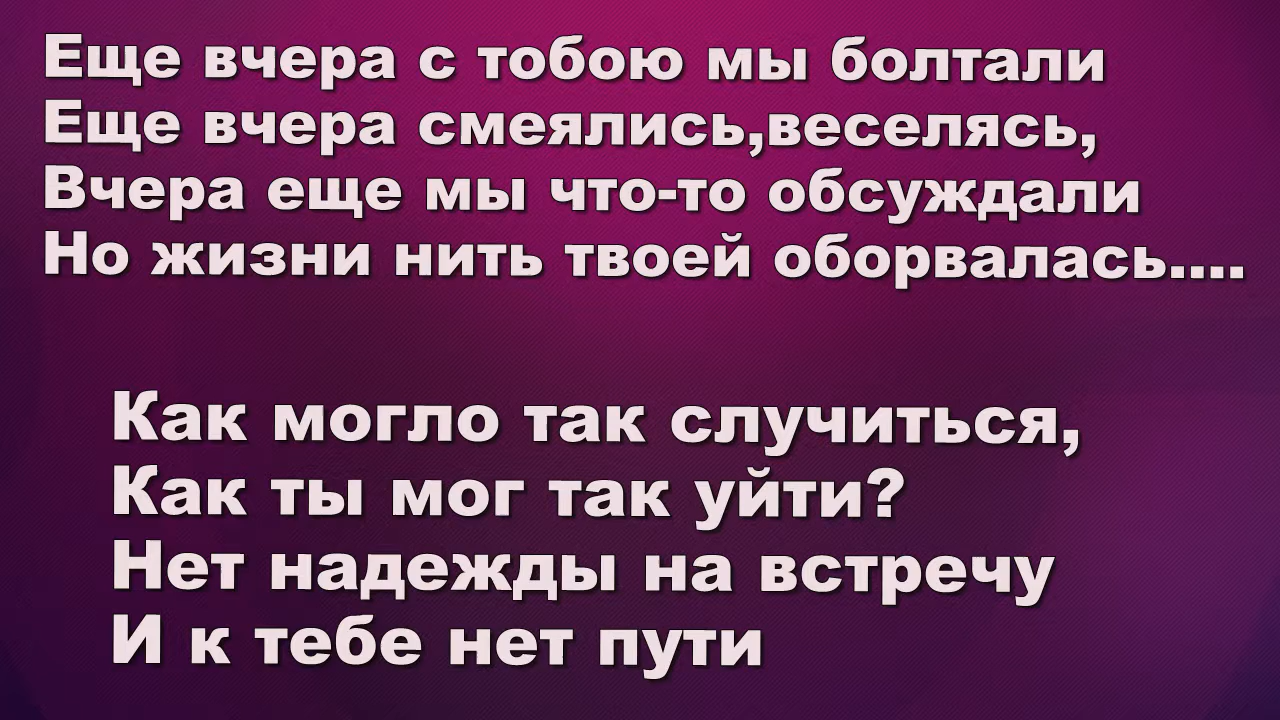 Еще вчера с тобою мы болтали
Еще вчера смеялись,веселясь,
Вчера еще мы что-то обсуждали
Но жизни нить твоей оборвалась....
Как могло так случиться,
Как ты мог так уйти?
Нет надежды на встречу
И к тебе нет пути